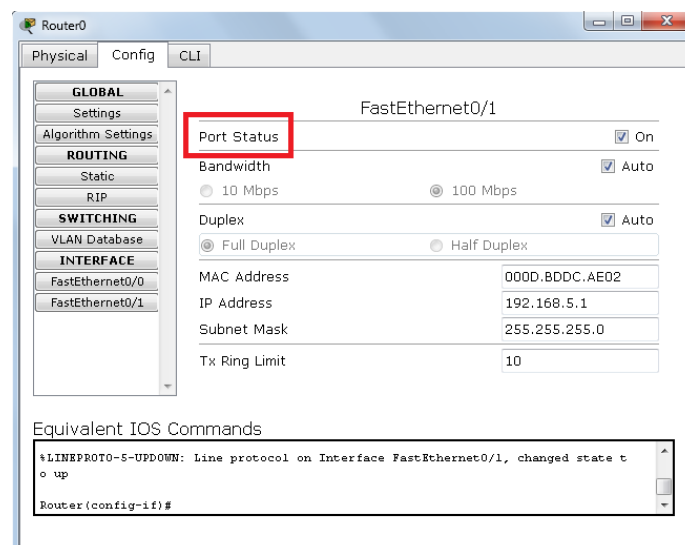 Router0
Physical Config CLI
GLOBAL
Settings
Algorithm Settings
ROUTING
Static
RIP
SWITCHING
VLAN Database
INTERFACE
FastEthernet0/0
FastEthernet0/1
FastEthernet0/1
Port Status On
Bandwidth Auto
10 Mbps 100 Mbps
Duplex Auto
Full Duplex Half Duplex
MAC Address 000D.BDDC.AE02
IP Address 192.168.5.1
Subnet Mask 255.255.255.0
Tx Ring Limit 10
Equivalent IOS Commands
%LINEPROTO-5-UPDOWN: Line protocol on Interface FastEthernet0/1, changed state t
o up
Router(config-if)#